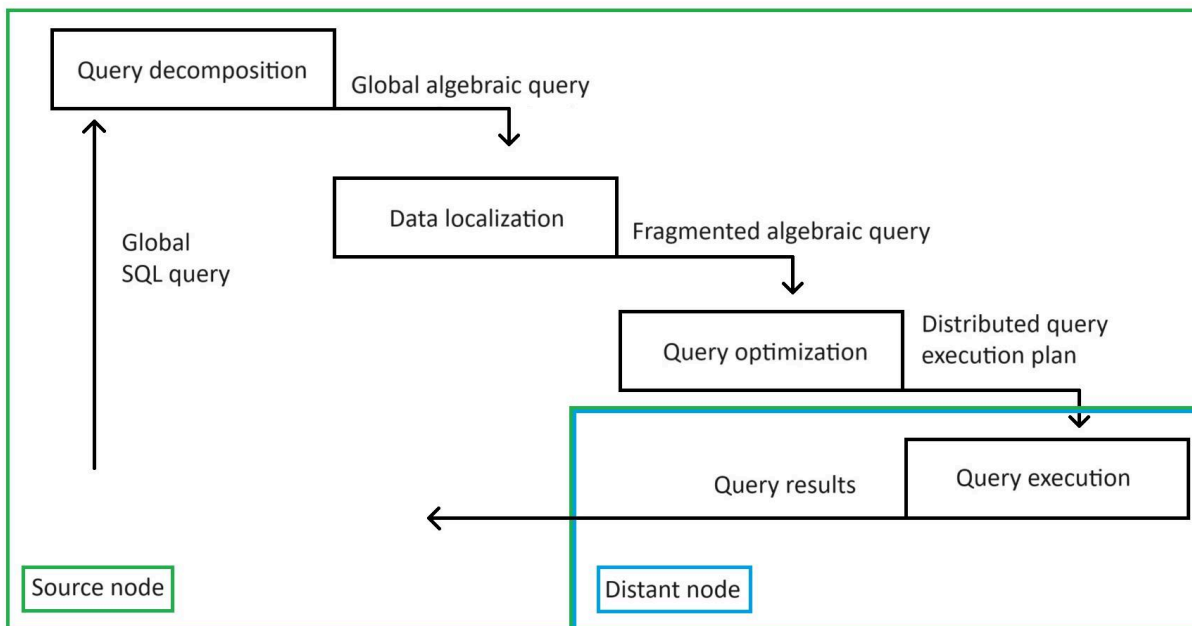 Query decomposition
Global algebraic query
Data localization
Global
SQL query
Fragmented algebraic query
Query optimization
Distributed query
execution plan
Query execution
Query results
Source node
Distant node